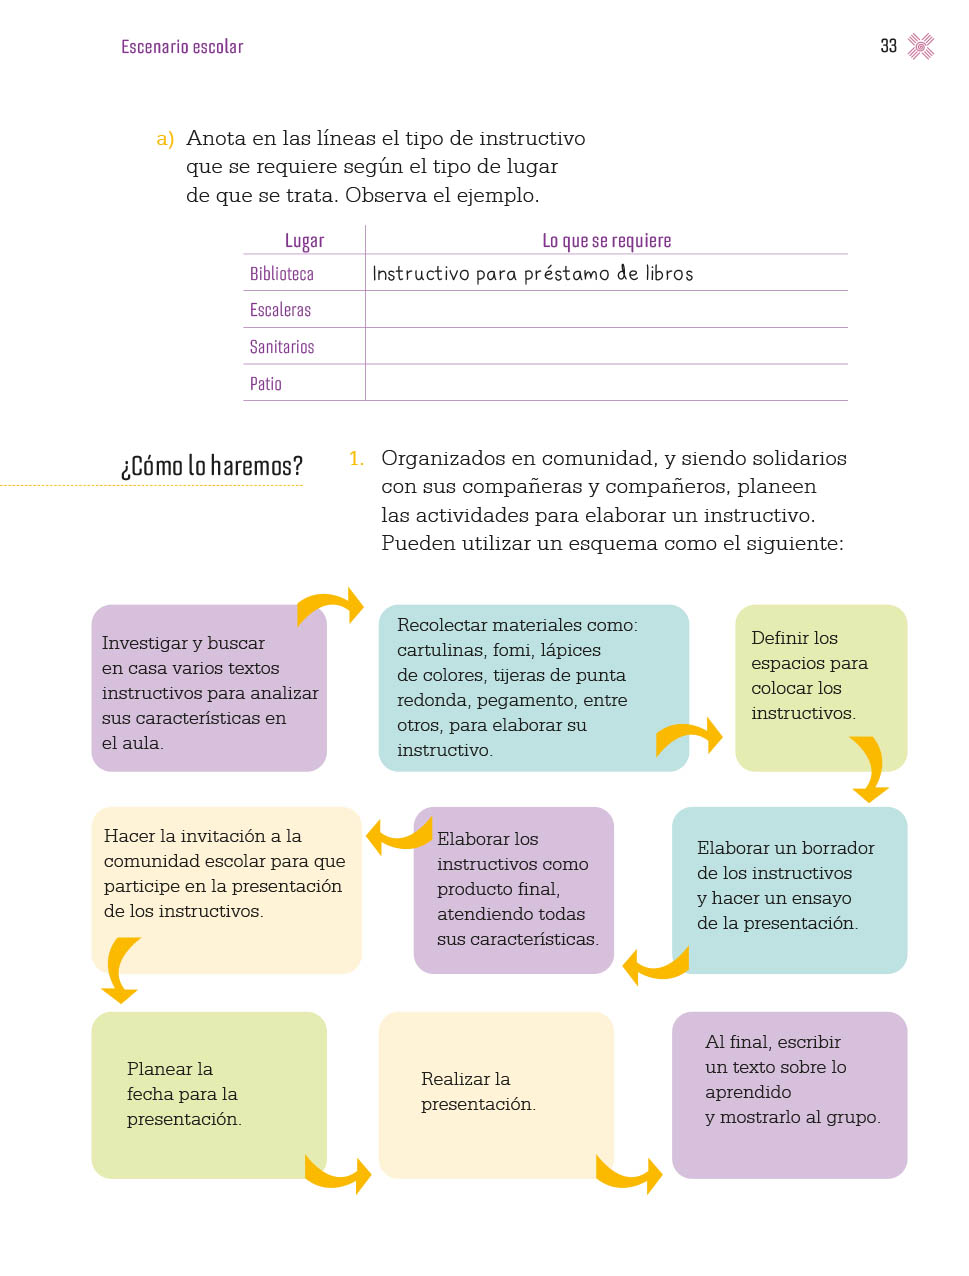 Escenario escolar
33
a) Anota en las líneas el tipo de instructivo
que se requiere según el tipo de lugar
de que se trata. Observa el ejemplo.
Lugar Lo que se requiere
Biblioteca Instructivo para préstamo de libros
Escaleras
Sanitarios
Patio
¿Cómo lo haremos?
1. Organizados en comunidad, y siendo solidarios
con sus compañeras y compañeros, planeen
las actividades para elaborar un instructivo.
Pueden utilizar un esquema como el siguiente:
Investigar y buscar
en casa varios textos
instructivos para analizar
sus características en
el aula.
Recolectar materiales como:
cartulinas, fomi, lápices
de colores, tijeras de punta
redonda, pegamento, entre
otros, para elaborar su
instructivo.
Definir los
espacios para
colocar los
instructivos.
Elaborar un borrador
de los instructivos
y hacer un ensayo
de la presentación.
Elaborar los
instructivos como
producto final,
atendiendo todas
sus características.
Hacer la invitación a la
comunidad escolar para que
participe en la presentación
de los instructivos.
Planear la
fecha para la
presentación.
Realizar la
presentación.
Al final, escribir
un texto sobre lo
aprendido
y mostrarlo al grupo.